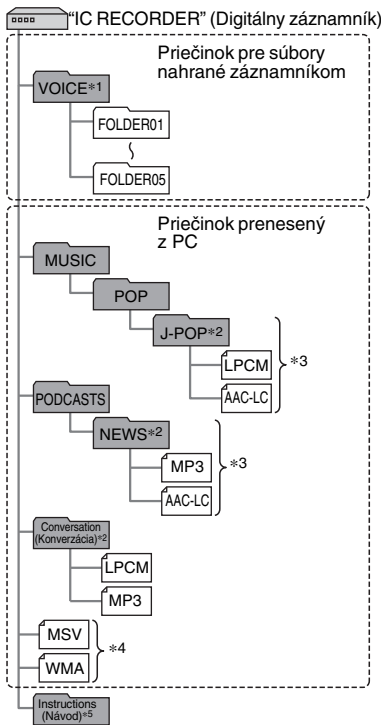 “IC RECORDER” (Digitálny záznamník)
Priečinok pre súbory
nahrané záznamníkom
VOICE*1
FOLDER01
FOLDER05
Priečinok prenesený
z PC
MUSIC
POP
J-POP*2
LPCM
*3
AAC-LC
PODCASTS
NEWS*2
MP3
*3
AAC-LC
Conversation
(Konverzácia)*2
LPCM
MP3
MSV
*4
WMA
Instructions
(Návod)*5